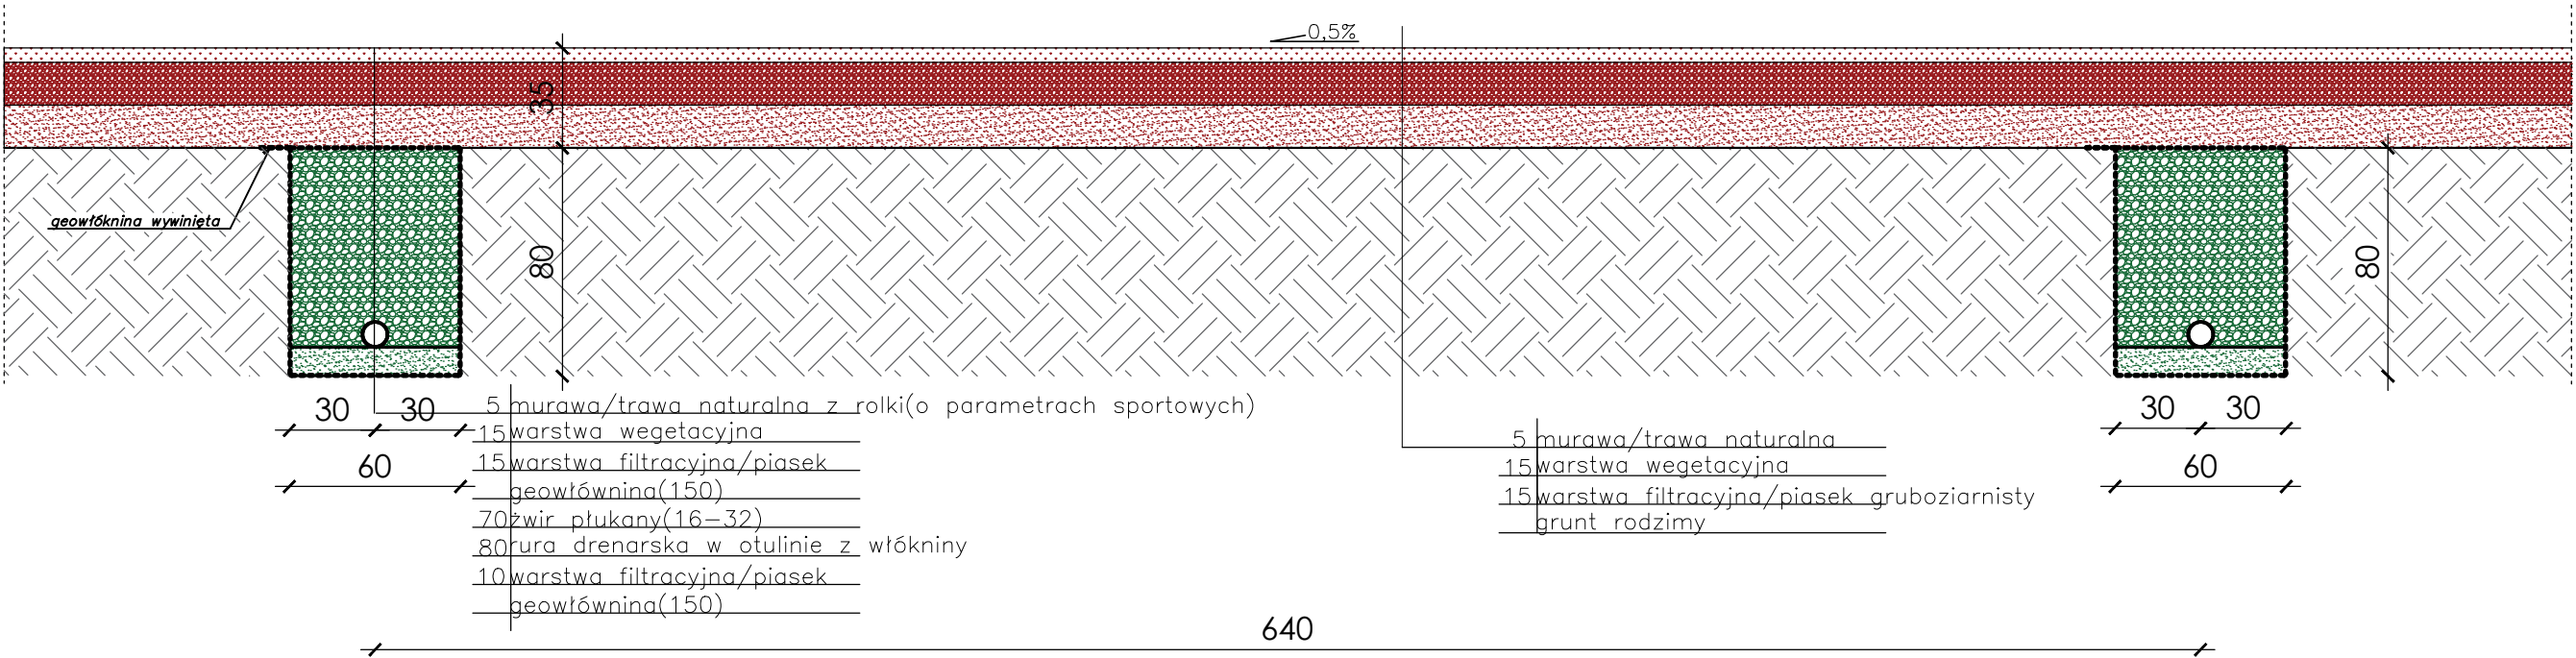 0,5%
35
geowłóknina wywinięta
80
80
30 30
5 murawa/trawa naturalna z rolki(o parametrach sportowych)
15 warstwa wegetacyjna
15 warstwa filtracyjna/piasek
geowłównina(150)
70 żwir płukany(16-32)
80 rura drenarska w otulinie z włókniny
10 warstwa filtracyjna/piasek
geowłównina(150)
60
5 murawa/trawa naturalna
15 warstwa wegetacyjna
15 warstwa filtracyjna/piasek gruboziarnisty
grunt rodzimy
30 30
60
640